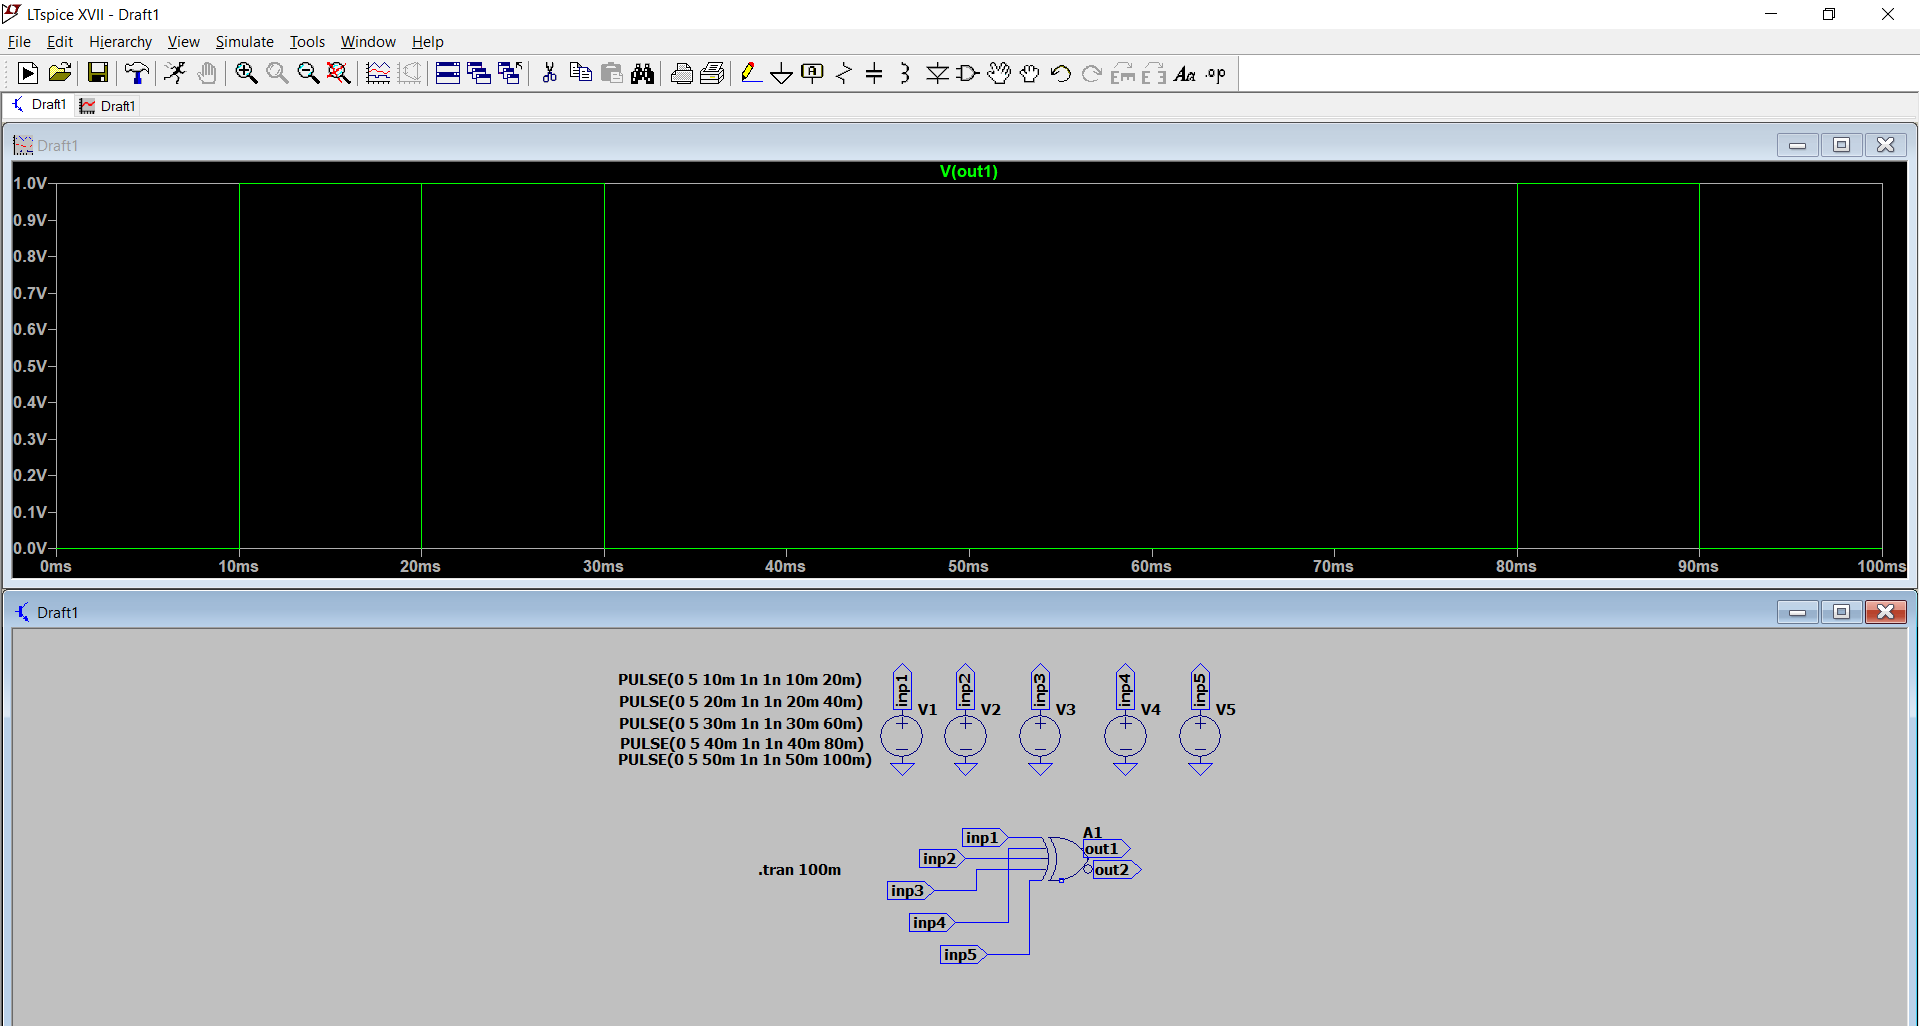 LTspice XVII - Draft1
File Edit Hierarchy View Simulate Tools Window Help
A Aa .op
Draft1 Draft1
Draft1
V(out1)
1.0V
0.9V
0.8V
0.7V
0.6V
0.5V
0.4V
0.3V
0.2V
0.1V
0.0V
0ms 10ms 20ms 30ms 40ms 50ms 60ms 70ms 80ms 90ms 100ms
Draft1
PULSE(0 5 10m 1n 1n 10m 20m)
PULSE(0 5 20m 1n 1n 20m 40m)
PULSE(0 5 30m 1n 1n 30m 60m)
PULSE(0 5 40m 1n 1n 40m 80m)
PULSE(0 5 50m 1n 1n 50m 100m)
inp1 inp2 inp3 inp4 inp5
V1 V2 V3 V4 V5
.tran 100m
inp1
inp2
inp3
inp4
inp5
A1
out1
out2